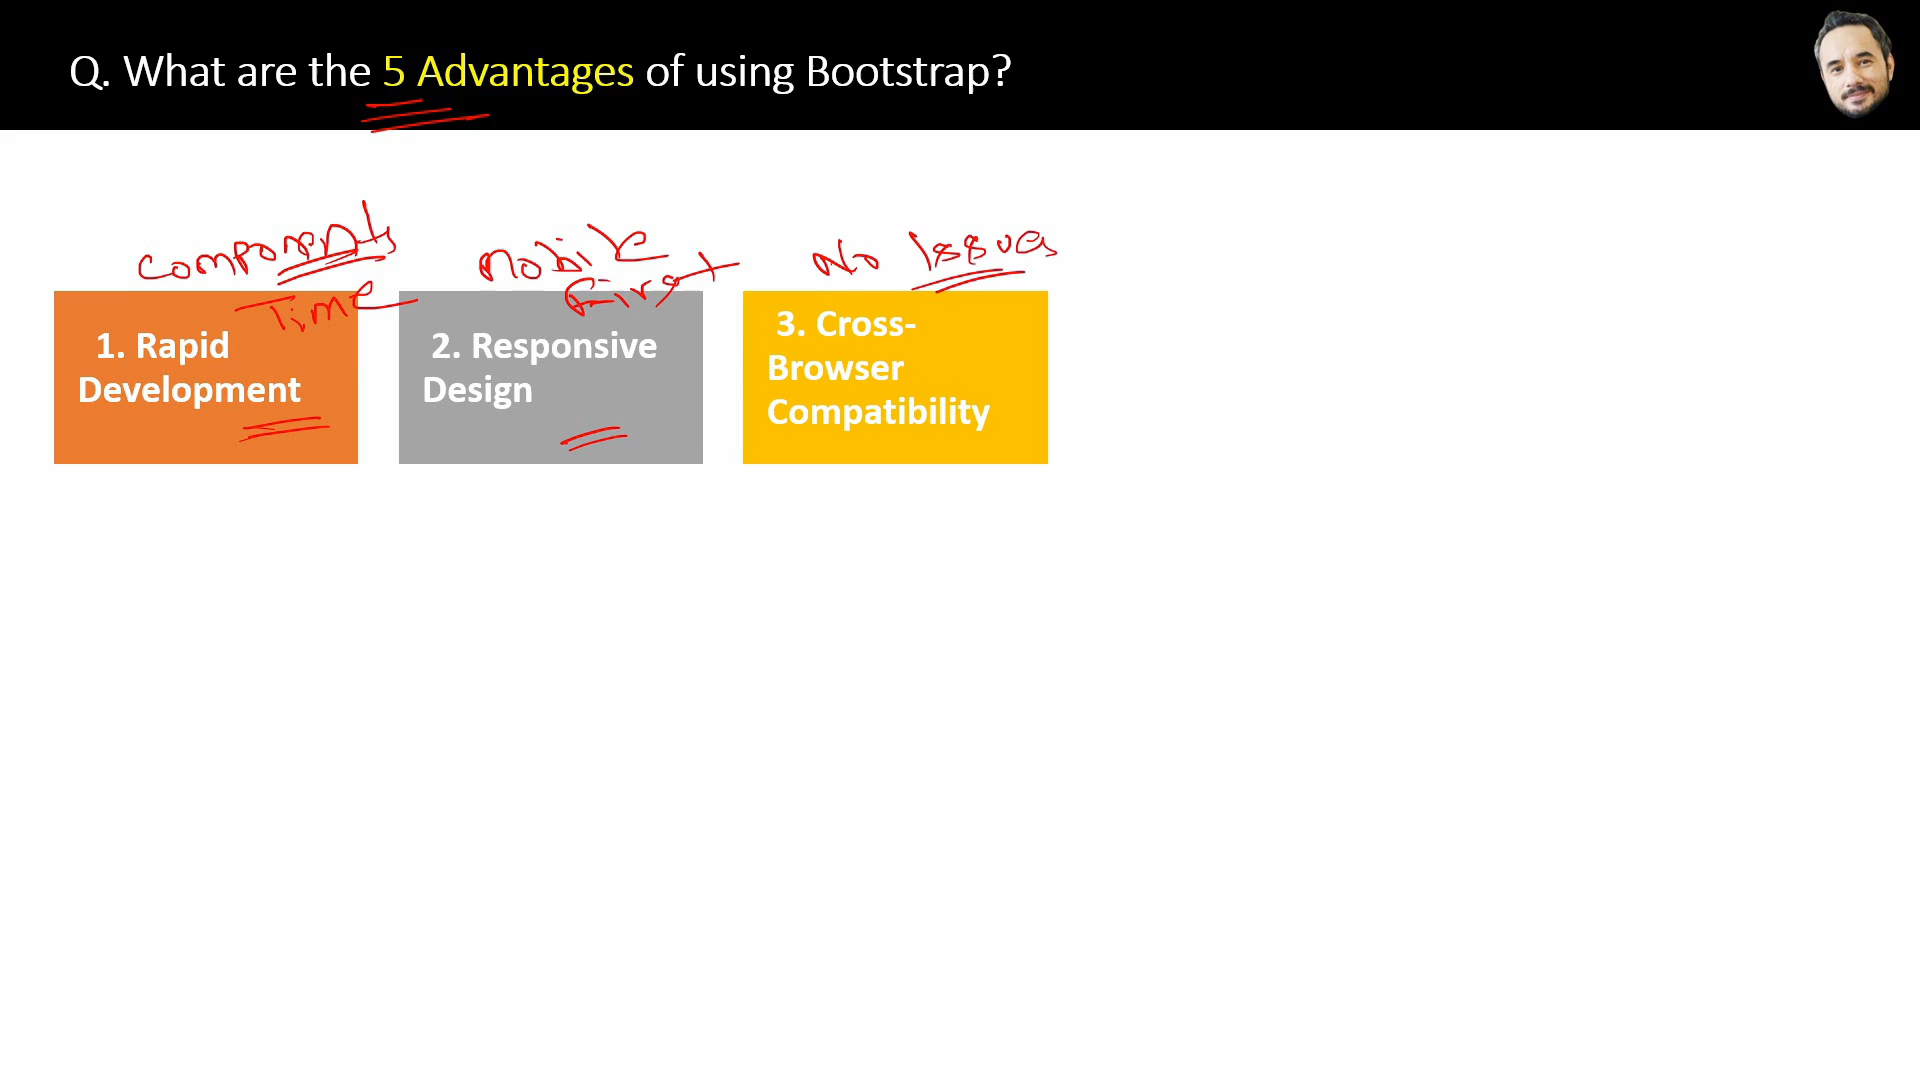 Q. What are the 5 Advantages of using Bootstrap?
components
Time
Mobile
First
No Issues
1. Rapid
Development
2. Responsive
Design
3. Cross-
Browser
Compatibility